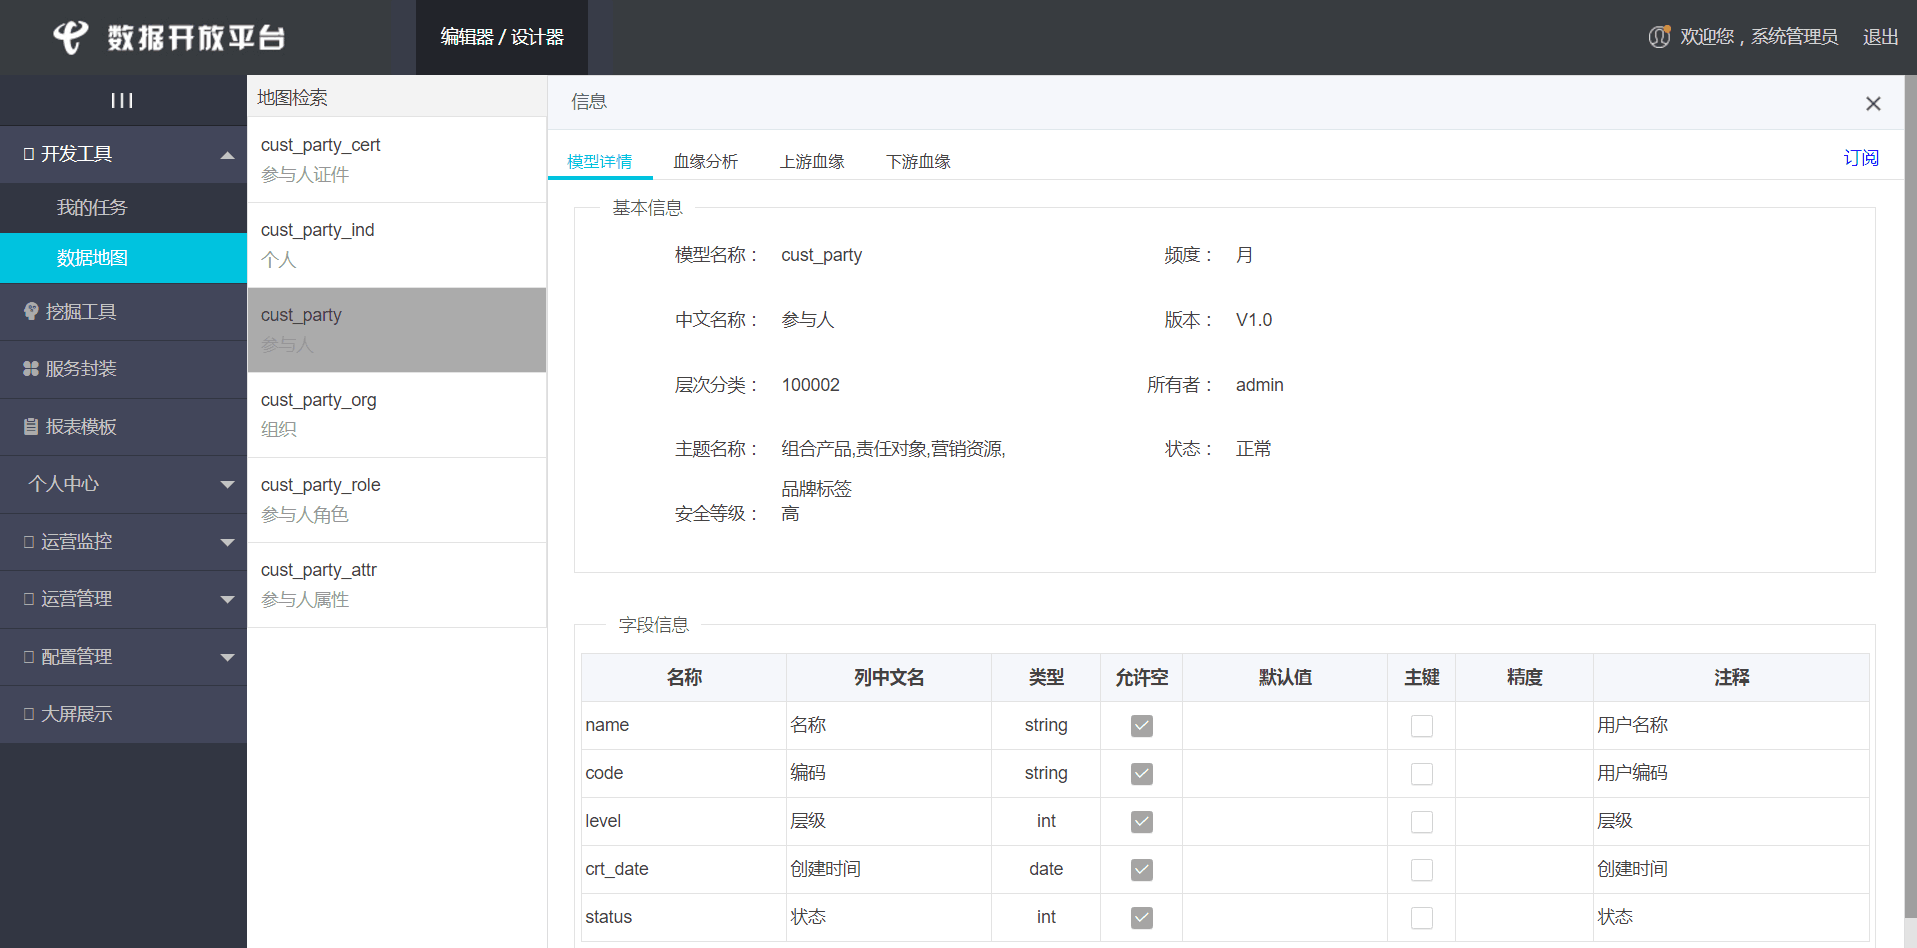 数据开放平台
编辑器 / 设计器
欢迎您，系统管理员
退出
开发工具
我的任务
数据地图
挖掘工具
服务封装
报表模板
个人中心
运营监控
运营管理
配置管理
大屏展示
地图检索
cust_party_cert
参与人证件
cust_party_ind
个人
cust_party
参与人
cust_party_org
组织
cust_party_role
参与人角色
cust_party_attr
参与人属性
信息
模型详情 血缘分析 上游血缘 下游血缘
订阅
基本信息
模型名称： cust_party 频度： 月
中文名称： 参与人 版本： V1.0
层次分类： 100002 所有者： admin
主题名称： 组合产品,责任对象,营销资源, 状态： 正常
品牌标签
安全等级： 高
字段信息
名称 列中文名 类型 允许空 默认值 主键 精度 注释
name 名称 string 用户名称
code 编码 string 用户编码
level 层级 int 层级
crt_date 创建时间 date 创建时间
status 状态 int 状态